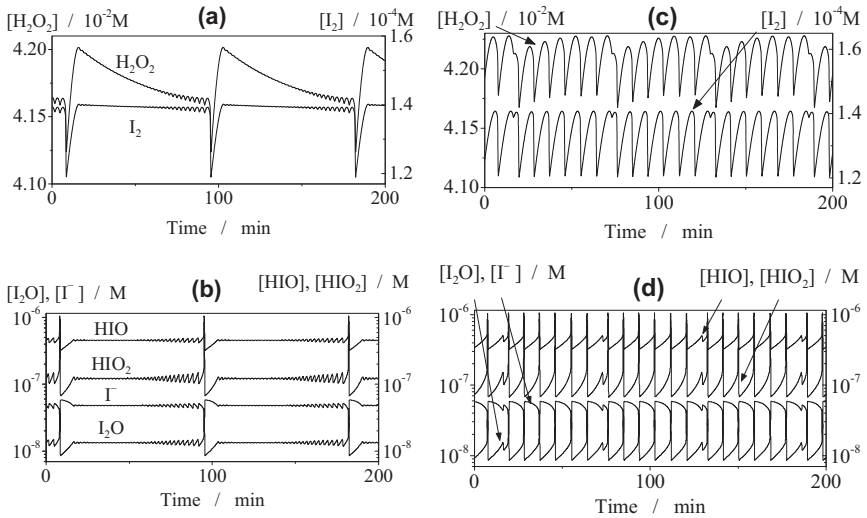 [H₂O₂] / 10⁻²M (a) [I₂] 10⁻⁴M
4.20
4.15
4.10
1.6
1.4
1.2
H₂O₂
I₂
0 100 200
Time / min
[H₂O₂] / 10⁻²M (c) [I₂] 10⁻⁴M
4.20
4.15
4.10
1.6
1.4
1.2
0 100 200
Time / min
[I₂O], [I⁻] / M (b) [HIO], [HIO₂] / M
10⁻⁶
10⁻⁷
10⁻⁸
10⁻⁶
10⁻⁷
10⁻⁸
HIO
HIO₂
I⁻
I₂O
0 100 200
Time / min
[I₂O], [I⁻] / M (d) [HIO], [HIO₂] / M
10⁻⁶
10⁻⁷
10⁻⁸
10⁻⁶
10⁻⁷
10⁻⁸
0 100 200
Time / min